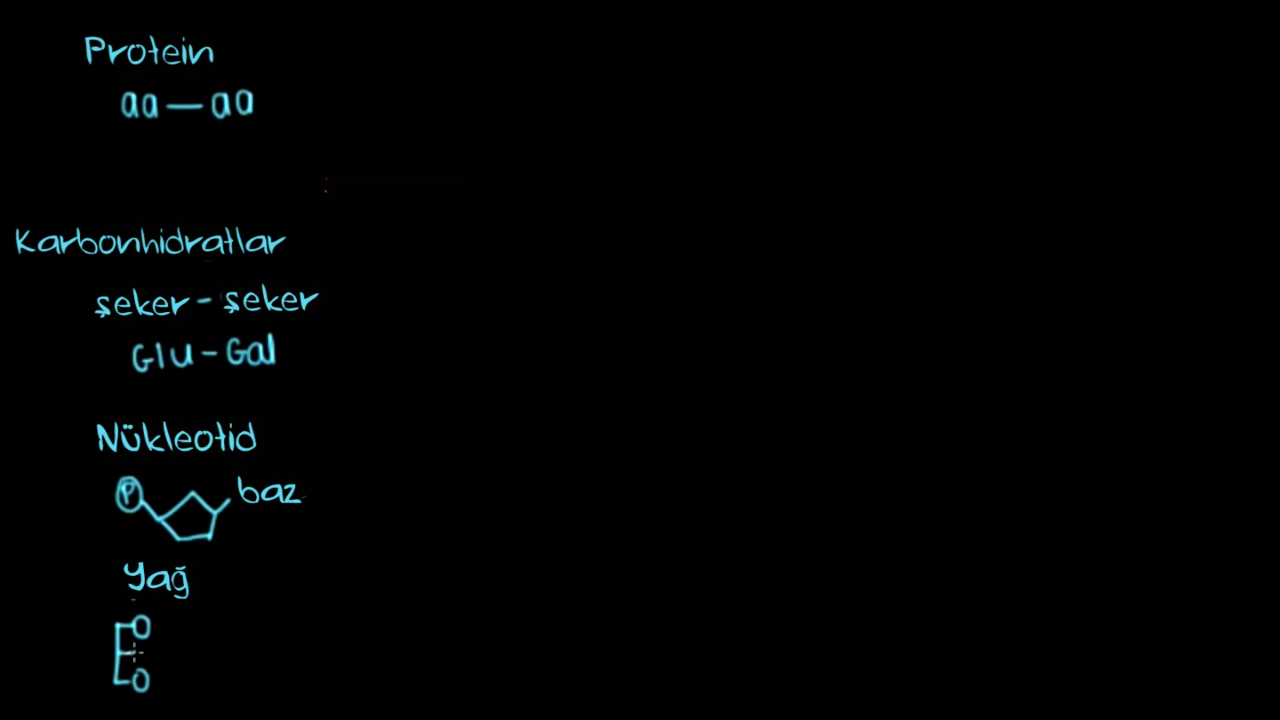 Protein
aa — aa
Karbonhidratlar
şeker - şeker
Glu - Gal
Nükleotid
P baz
Yağ
O
O